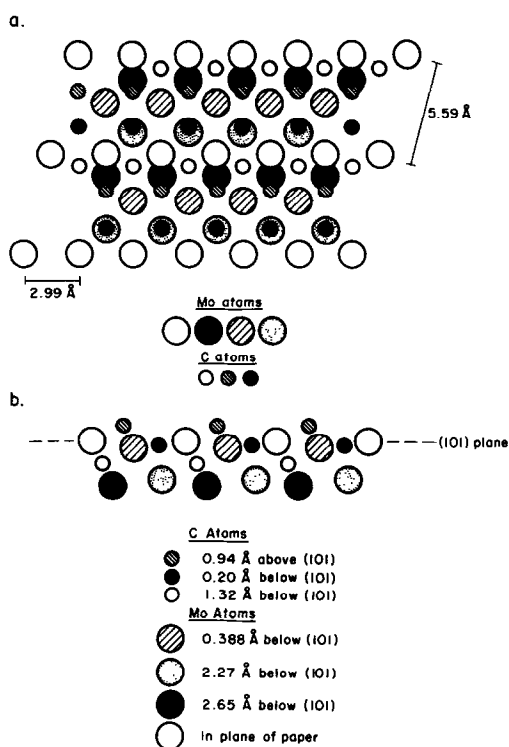 a.
5.59 Å
2.99 Å
Mo atoms
C atoms
b.
(101) plane
C Atoms
0.94 Å above (101)
0.20 Å below (101)
1.32 Å below (101)
Mo Atoms
0.388 Å below (101)
2.27 Å below (101)
2.65 Å below (101)
In plane of paper